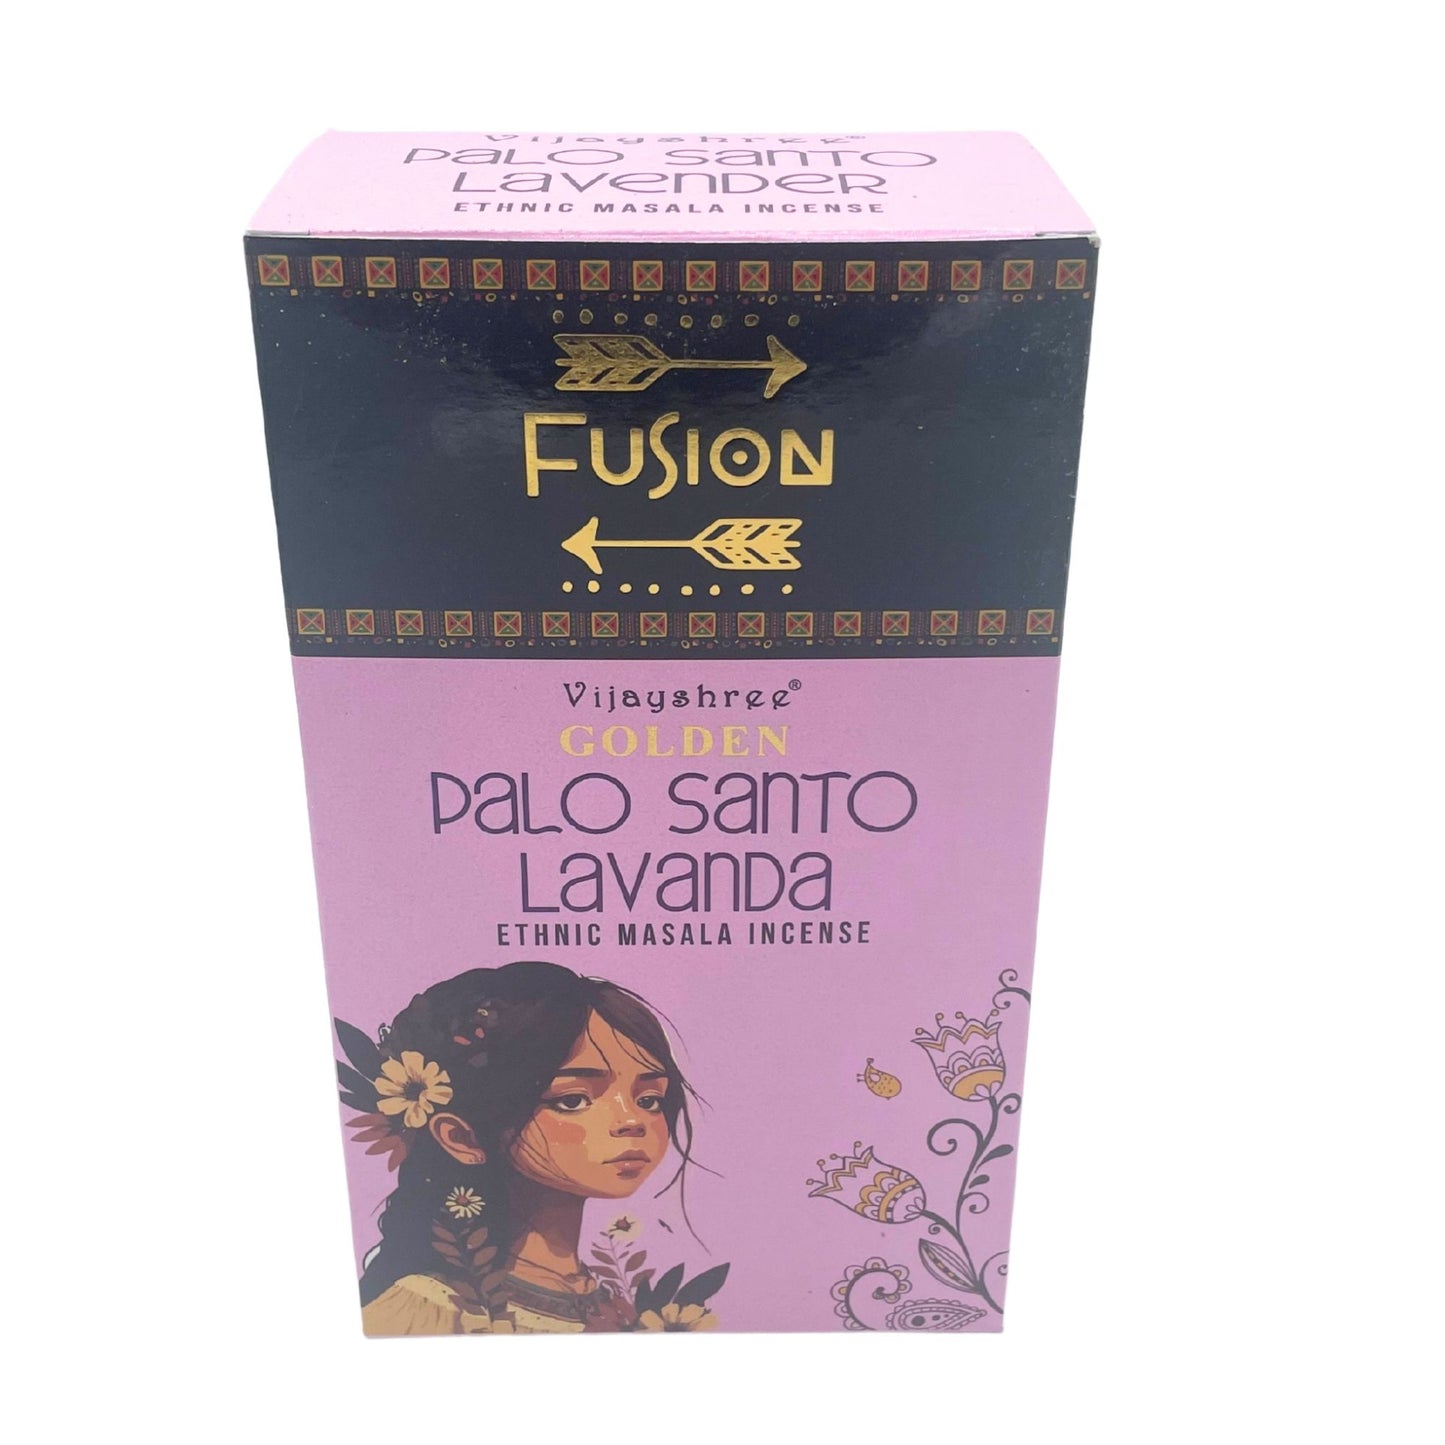 Vijayshree®
PALO SANTO
LAVENDER
ETHNIC MASALA INCENSE
FUSION
Vijayshree®
GOLDEN
PALO SANTO
LAVANDA
ETHNIC MASALA INCENSE